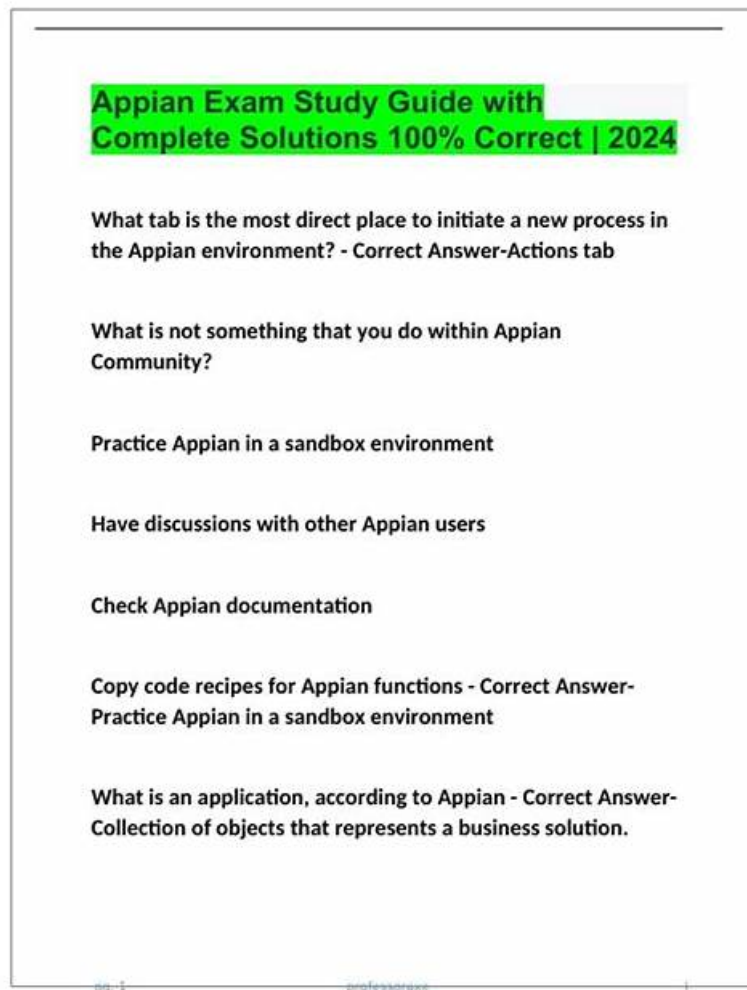 Appian Exam Study Guide with
Complete Solutions 100% Correct | 2024
What tab is the most direct place to initiate a new process in
the Appian environment? - Correct Answer-Actions tab
What is not something that you do within Appian
Community?
Practice Appian in a sandbox environment
Have discussions with other Appian users
Check Appian documentation
Copy code recipes for Appian functions - Correct Answer-
Practice Appian in a sandbox environment
What is an application, according to Appian - Correct Answer-
Collection of objects that represents a business solution.